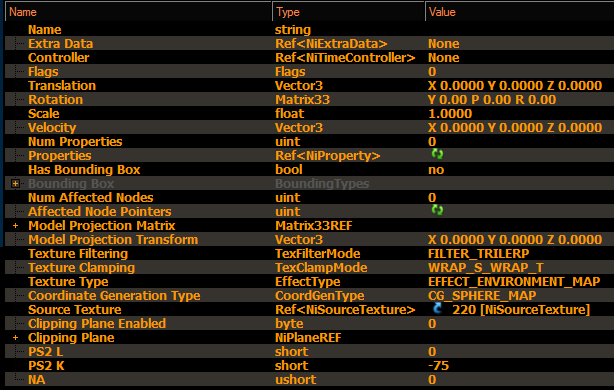 Name Type Value
Name string
Extra Data Ref<NiExtraData> None
Controller Ref<NiTimeController> None
Flags Flags 0
Translation Vector3 X 0.0000 Y 0.0000 Z 0.0000
Rotation Matrix33 Y 0.00 P 0.00 R 0.00
Scale float 1.0000
Velocity Vector3 X 0.0000 Y 0.0000 Z 0.0000
Num Properties uint 0
Properties Ref<NiProperty>
Has Bounding Box bool no
Bounding Box BoundingTypes
Num Affected Nodes uint 0
Affected Node Pointers uint
Model Projection Matrix Matrix33REF
Model Projection Transform Vector3 X 0.0000 Y 0.0000 Z 0.0000
Texture Filtering TexFilterMode FILTER_TRILERP
Texture Clamping TexClampMode WRAP_S_WRAP_T
Texture Type EffectType EFFECT_ENVIRONMENT_MAP
Coordinate Generation Type CoordGenType CG_SPHERE_MAP
Source Texture Ref<NiSourceTexture> 220 [NiSourceTexture]
Clipping Plane Enabled byte 0
Clipping Plane NiPlaneREF
PS2 L short 0
PS2 K short -75
NA ushort 0